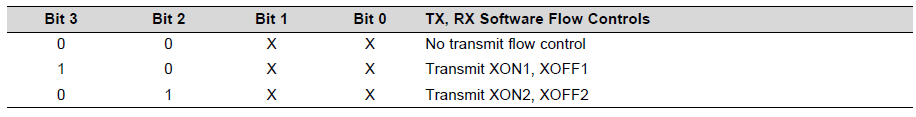 Bit 3 Bit 2 Bit 1 Bit 0 TX, RX Software Flow Controls
0 0 X X No transmit flow control
1 0 X X Transmit XON1, XOFF1
0 1 X X Transmit XON2, XOFF2